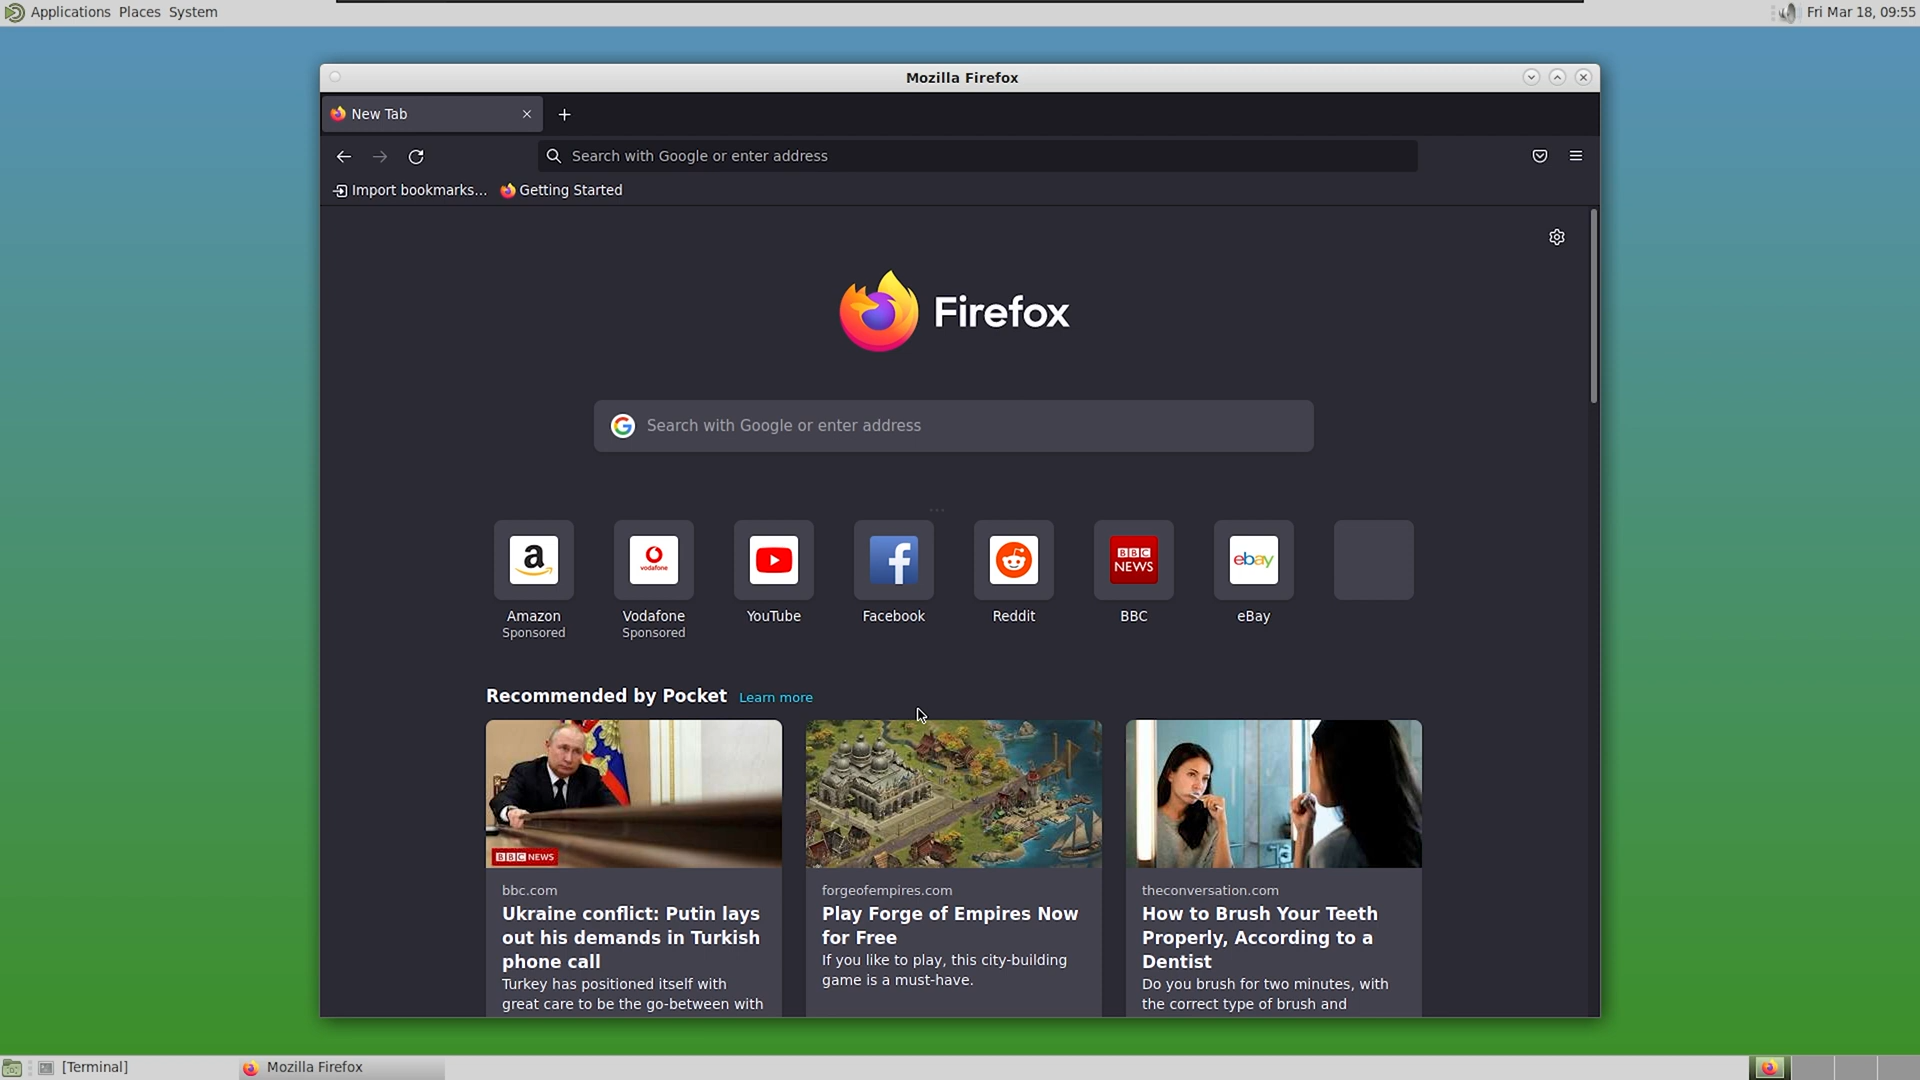 Applications Places System
Fri Mar 18, 09:55
Mozilla Firefox
New Tab
Search with Google or enter address
Import bookmarks...
Getting Started
Firefox
Search with Google or enter address
a
vodafone
BBC
NEWS
ebay
Amazon
Sponsored
Vodafone
Sponsored
YouTube
Facebook
Reddit
BBC
eBay
Recommended by Pocket Learn more
BBC NEWS
bbc.com
Ukraine conflict: Putin lays
out his demands in Turkish
phone call
Turkey has positioned itself with
great care to be the go-between with
forgeofempires.com
Play Forge of Empires Now
for Free
If you like to play, this city-building
game is a must-have.
theconversation.com
How to Brush Your Teeth
Properly, According to a
Dentist
Do you brush for two minutes, with
the correct type of brush and
[Terminal]
Mozilla Firefox